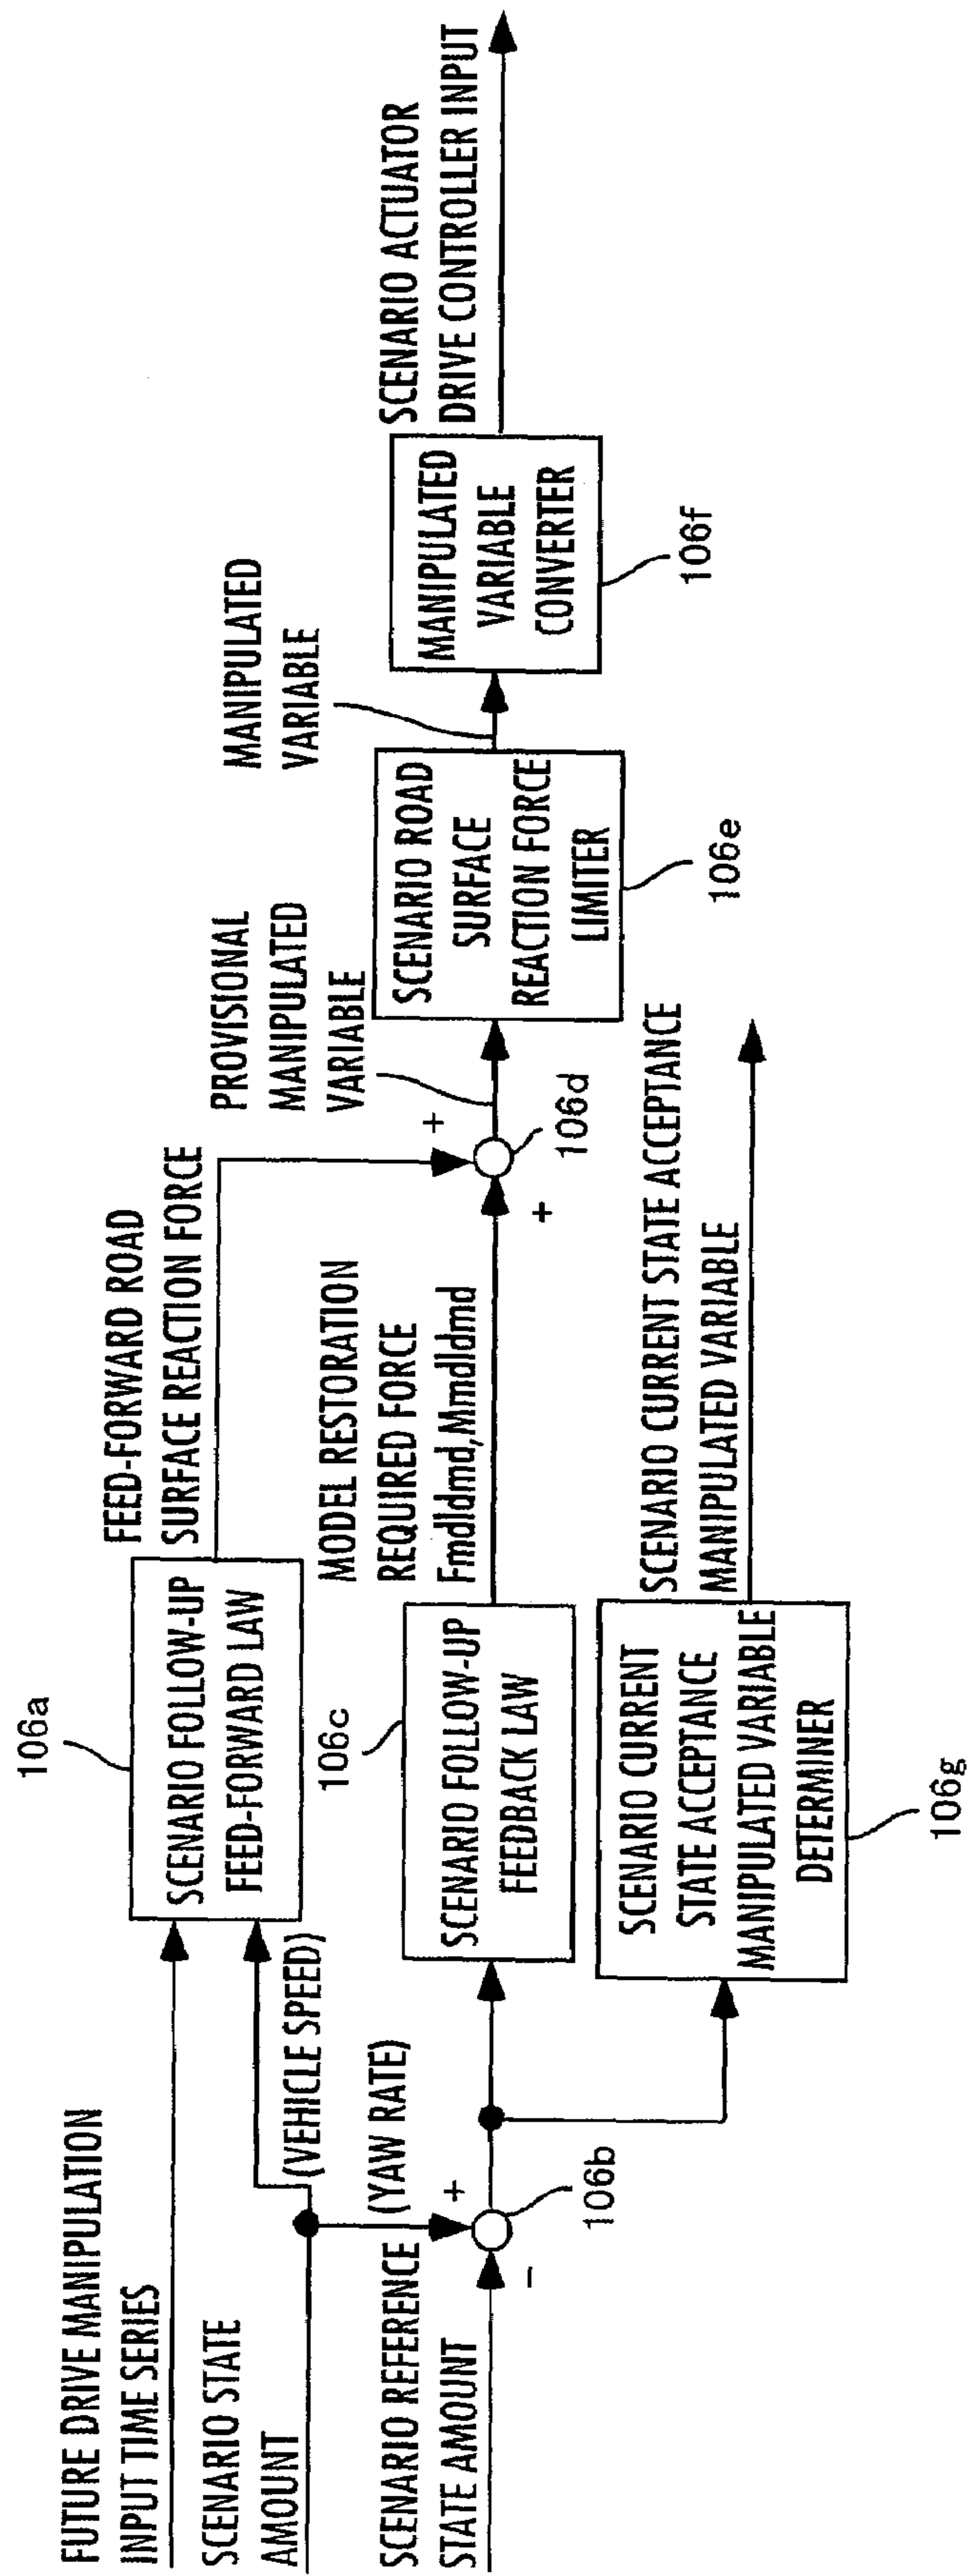 FUTURE DRIVE MANIPULATION
INPUT TIME SERIES
SCENARIO STATE
AMOUNT
SCENARIO REFERENCE
STATE AMOUNT
(VEHICLE SPEED)
(YAW RATE)
+
−
106b
106a
SCENARIO FOLLOW-UP
FEED-FORWARD LAW
106c
SCENARIO FOLLOW-UP
FEEDBACK LAW
SCENARIO CURRENT
STATE ACCEPTANCE
MANIPULATED VARIABLE
DETERMINER
106g
FEED-FORWARD ROAD
SURFACE REACTION FORCE
MODEL RESTORATION
REQUIRED FORCE
Fmdldmd,Mmdldmd
SCENARIO CURRENT STATE ACCEPTANCE
MANIPULATED VARIABLE
+
+
106d
PROVISIONAL
MANIPULATED
VARIABLE
SCENARIO ROAD
SURFACE
REACTION FORCE
LIMITER
106e
MANIPULATED
VARIABLE
MANIPULATED
VARIABLE
CONVERTER
106f
SCENARIO ACTUATOR
DRIVE CONTROLLER INPUT